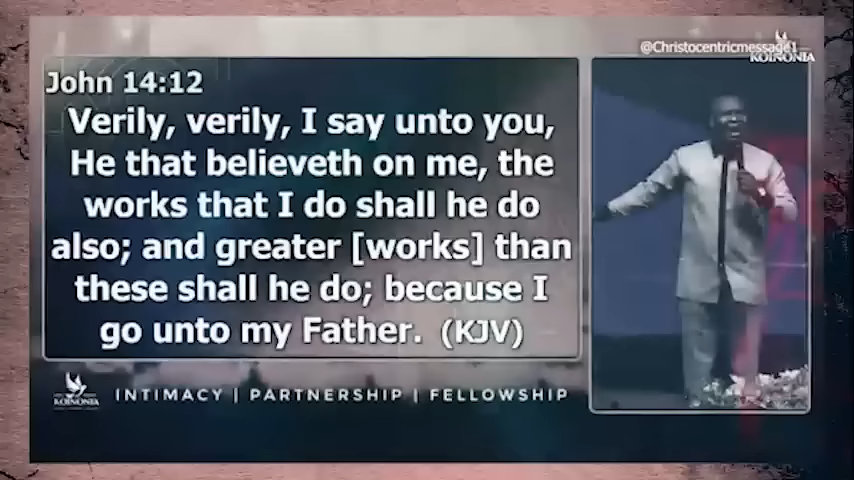 @Christocentricmessage1
KOINONIA
John 14:12
Verily, verily, I say unto you,
He that believeth on me, the
works that I do shall he do
also; and greater [works] than
these shall he do; because I
go unto my Father. (KJV)
KOINONIA
INTIMACY | PARTNERSHIP | FELLOWSHIP